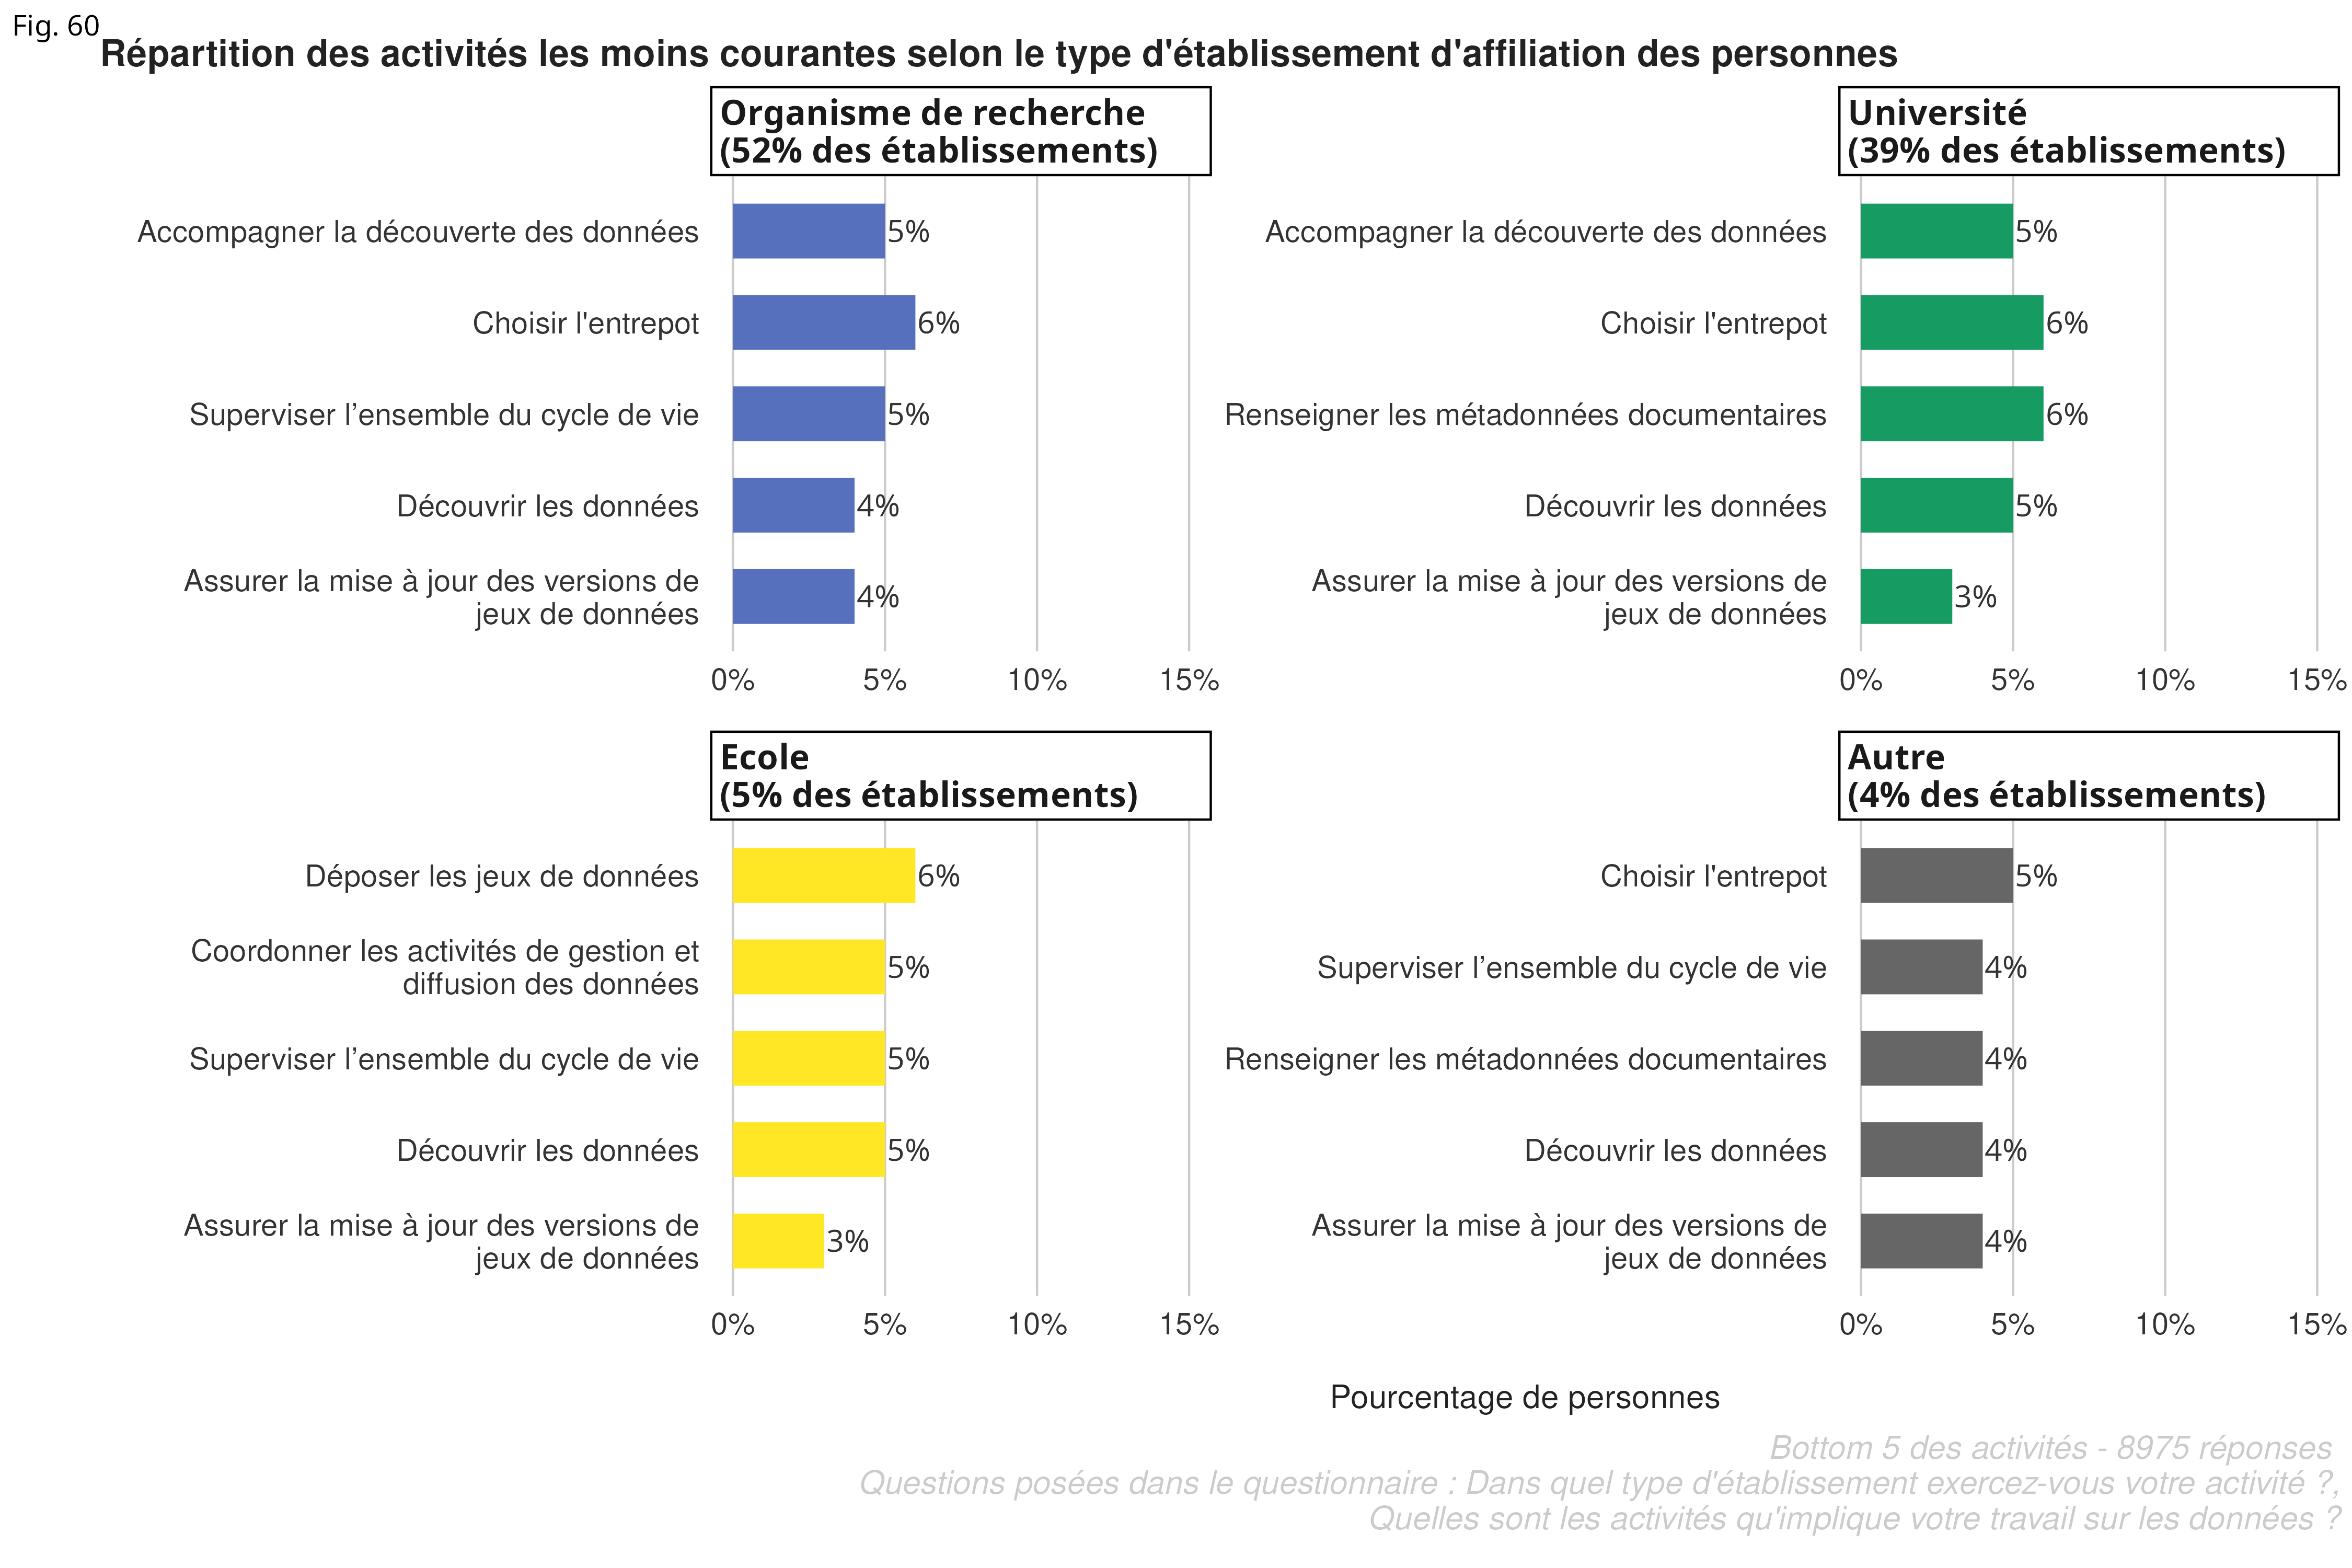 Fig. 60
Répartition des activités les moins courantes selon le type d'établissement d'affiliation des personnes
Organisme de recherche
(52% des établissements)
Accompagner la découverte des données
5%
Choisir l'entrepot
6%
Superviser l’ensemble du cycle de vie
5%
Découvrir les données
4%
Assurer la mise à jour des versions de
jeux de données
4%
0% 5% 10% 15%
Université
(39% des établissements)
Accompagner la découverte des données
5%
Choisir l'entrepot
6%
Renseigner les métadonnées documentaires
6%
Découvrir les données
5%
Assurer la mise à jour des versions de
jeux de données
3%
0% 5% 10% 15%
Ecole
(5% des établissements)
Déposer les jeux de données
6%
Coordonner les activités de gestion et
diffusion des données
5%
Superviser l’ensemble du cycle de vie
5%
Découvrir les données
5%
Assurer la mise à jour des versions de
jeux de données
3%
0% 5% 10% 15%
Autre
(4% des établissements)
Choisir l'entrepot
5%
Superviser l’ensemble du cycle de vie
4%
Renseigner les métadonnées documentaires
4%
Découvrir les données
4%
Assurer la mise à jour des versions de
jeux de données
4%
0% 5% 10% 15%
Pourcentage de personnes
Bottom 5 des activités - 8975 réponses
Questions posées dans le questionnaire : Dans quel type d'établissement exercez-vous votre activité ?,
Quelles sont les activités qu'implique votre travail sur les données ?